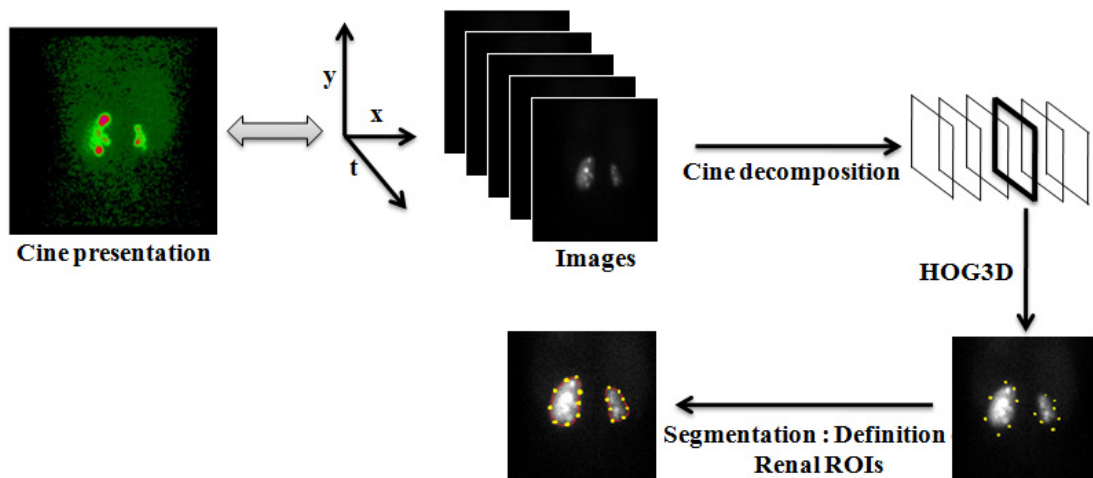 y
x
t
Cine presentation
Images
Cine decomposition
HOG3D
Segmentation : Definition
Renal ROIs